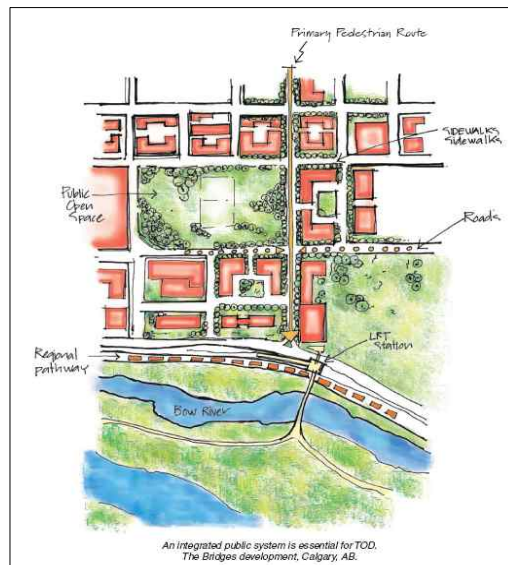 Primary Pedestrian Route
SIDEWALKS
Sidewalks
Public
Open
Space
Roads
LRT
Station
Regional
pathway
Bow River
An integrated public system is essential for TOD.
The Bridges development, Calgary, AB.